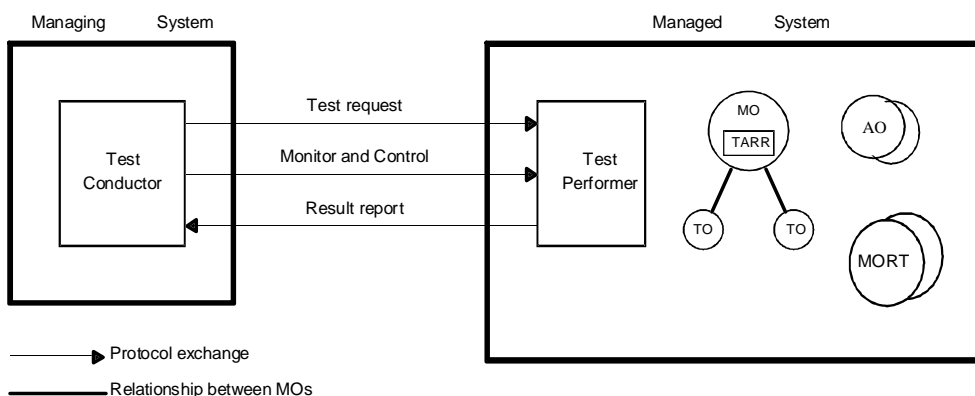 Managing System
Managed System
Test request
Monitor and Control
Result report
Test
Conductor
Test
Performer
MO
TARR
TO
TO
AO
MORT
Protocol exchange
Relationship between MOs